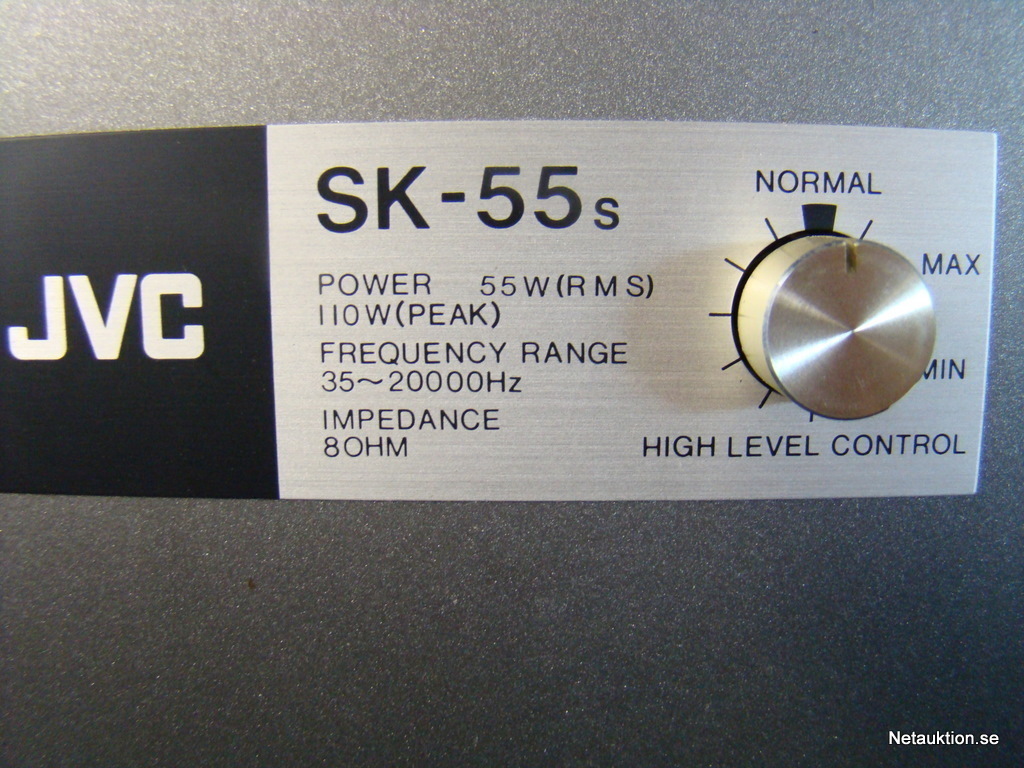 JVC
SK-55s
POWER 55W(RMS)
110W(PEAK)
FREQUENCY RANGE
35~20000Hz
IMPEDANCE
8OHM
NORMAL
MAX
MIN
HIGH LEVEL CONTROL
Netauktion.se